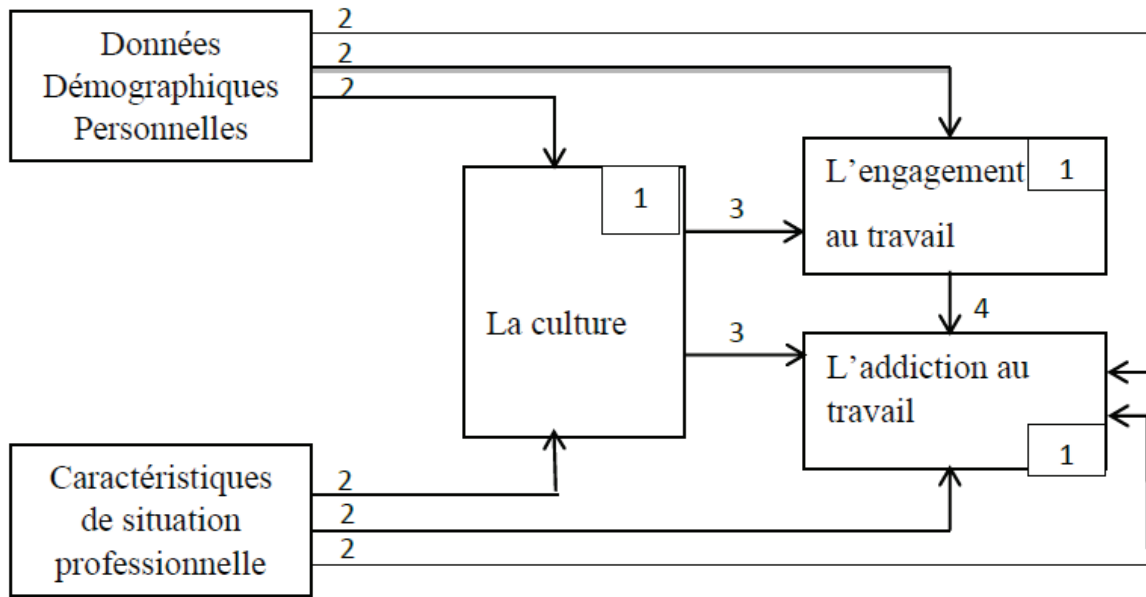 Données
Démographiques
Personnelles
2
2
2
La culture
1
3
3
L’engagement
au travail
1
4
L’addiction au
travail
1
Caractéristiques
de situation
professionnelle
2
2
2